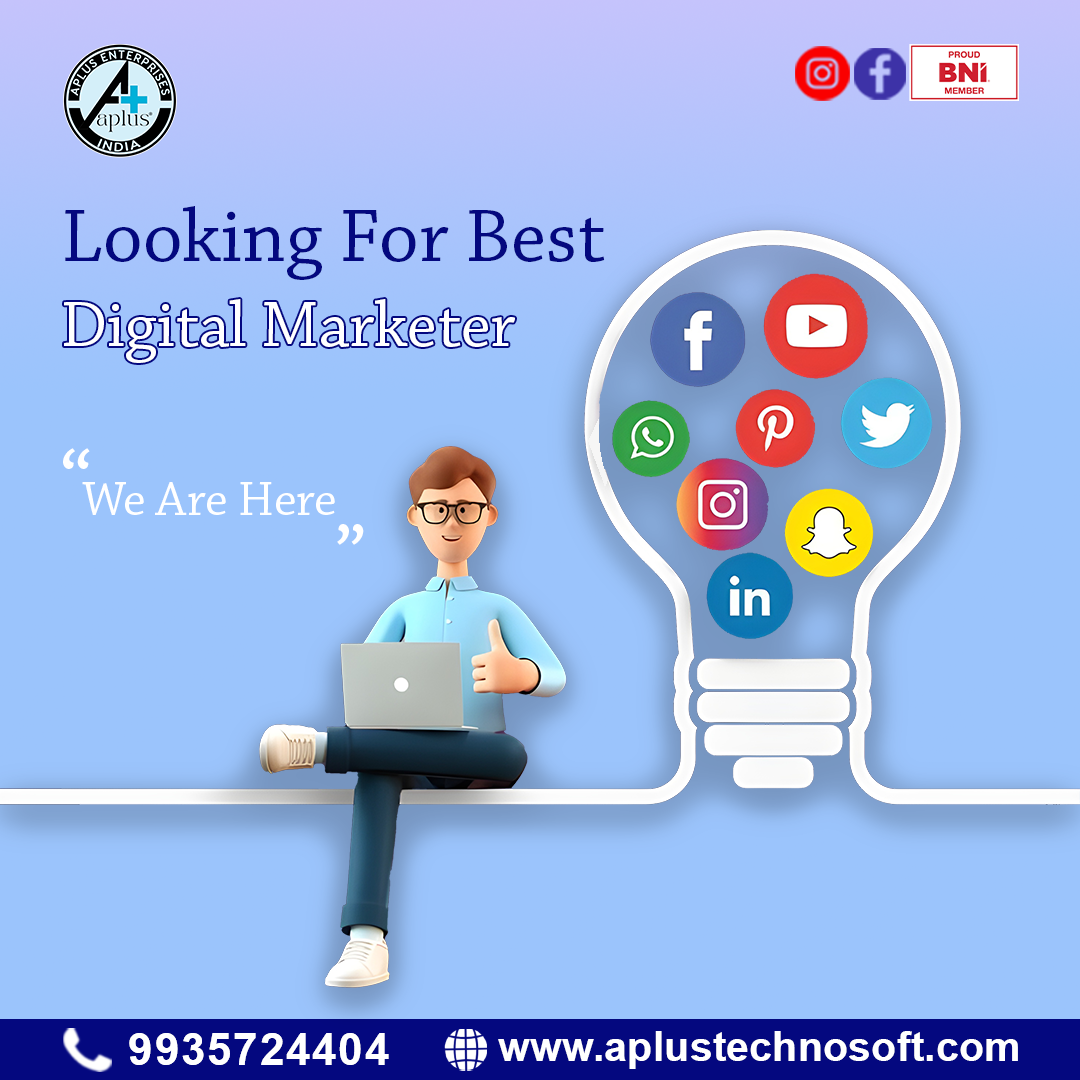 APLUS ENTERPRISES
A+
aplus®
INDIA
PROUD
BNI
MEMBER
Looking For Best
Digital Marketer
“
We Are Here
”
in
9935724404
www.aplustechnosoft.com